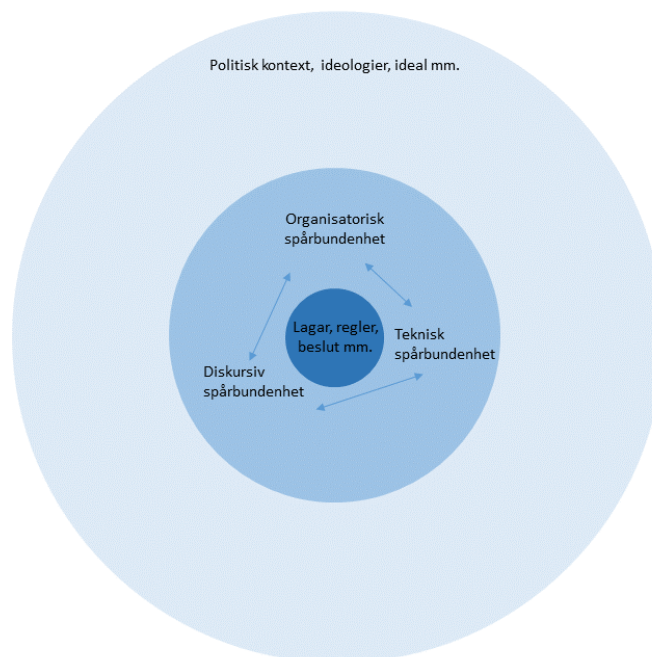 Politisk kontext, ideologier, ideal mm.
Organisatorisk
spårbundenhet
Lagar, regler,
beslut mm.
Teknisk
spårbundenhet
Diskursiv
spårbundenhet